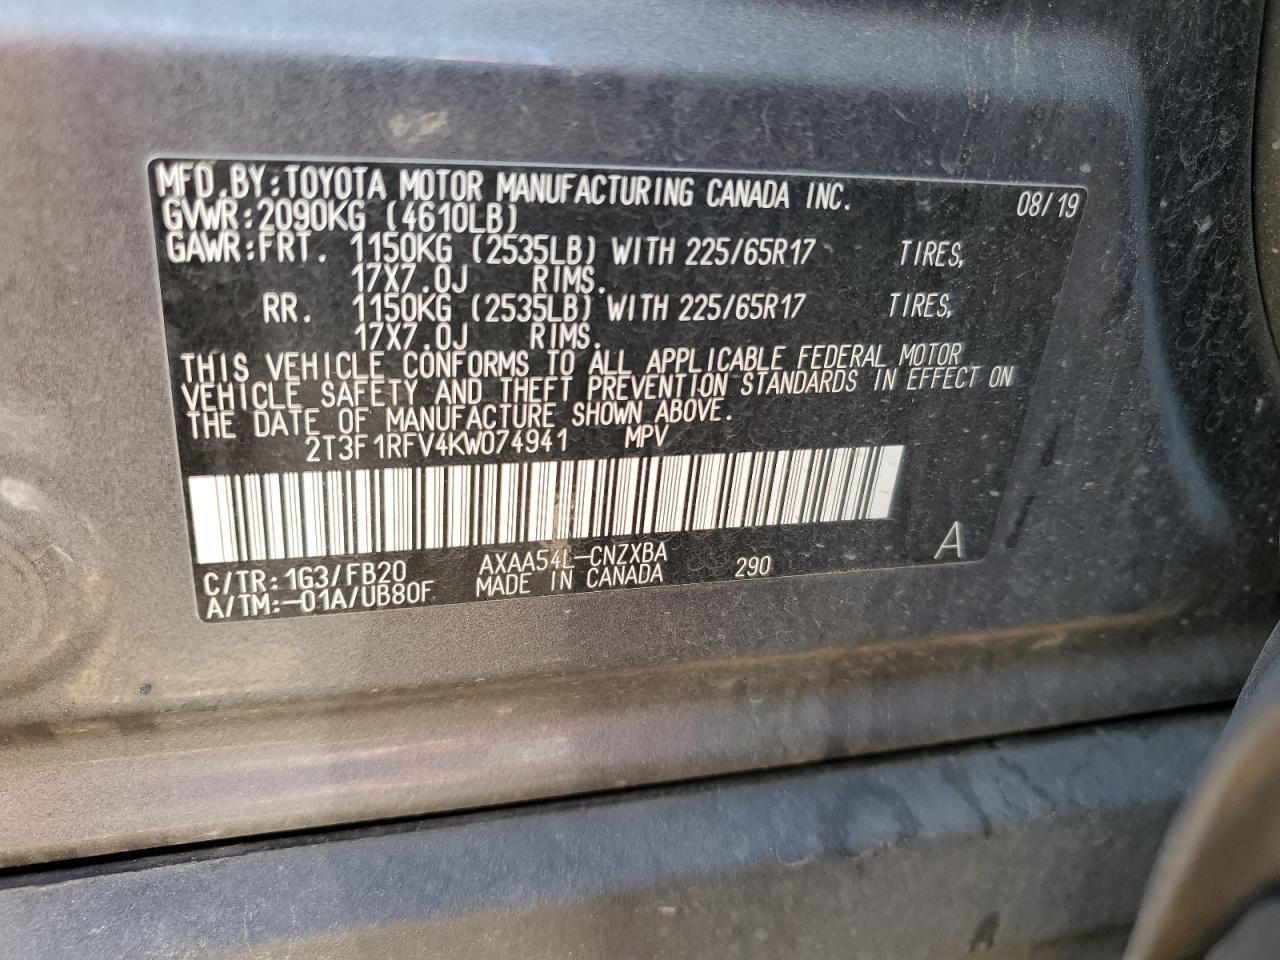 MFD.BY:TOYOTA MOTOR MANUFACTURING CANADA INC. 08/19
GVWR:2090KG (4610LB)
GAWR:FRT. 1150KG (2535LB) WITH 225/65R17 TIRES,
17X7.0J RIMS.
RR. 1150KG (2535LB) WITH 225/65R17 TIRES,
17X7.0J RIMS.
THIS VEHICLE CONFORMS TO ALL APPLICABLE FEDERAL MOTOR
VEHICLE SAFETY AND THEFT PREVENTION STANDARDS IN EFFECT ON
THE DATE OF MANUFACTURE SHOWN ABOVE.
2T3F1RFV4KW074941 MPV
C/TR:1G3/FB20 AXAA54L-CNZXBA 290 A
A/TM:-01A/UB80F MADE IN CANADA